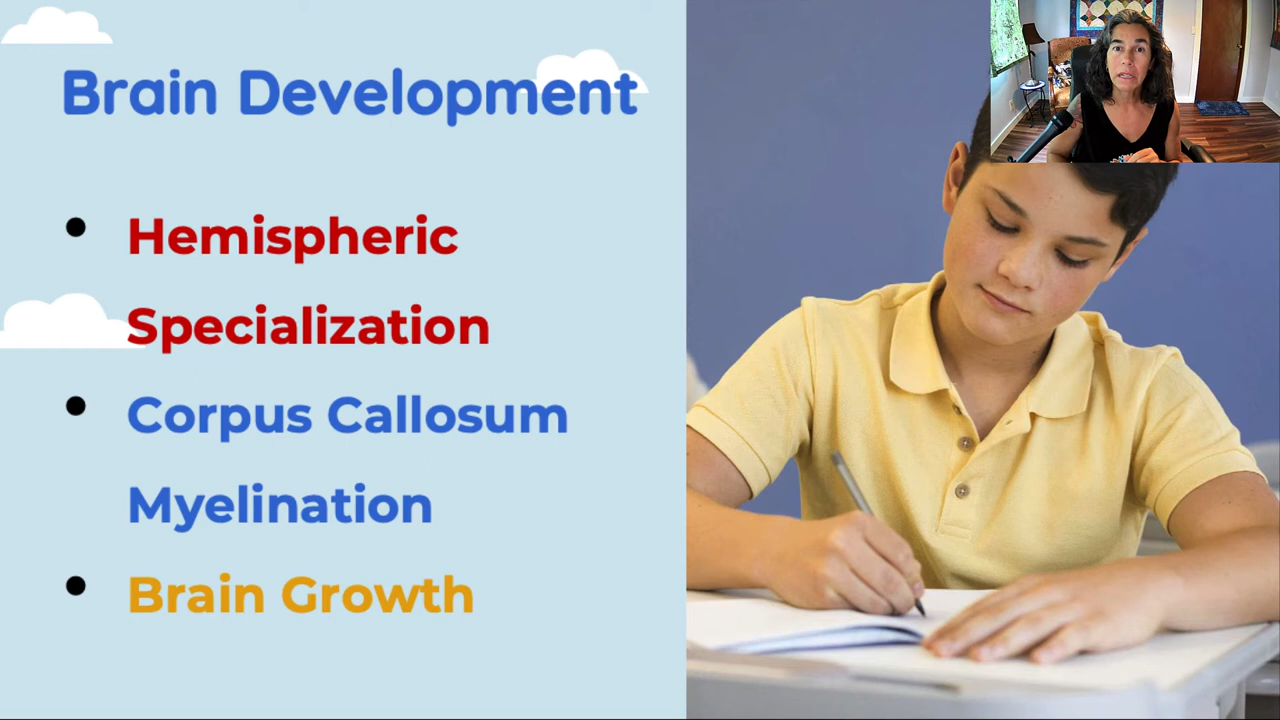 Brain Development
• Hemispheric
Specialization
• Corpus Callosum
Myelination
• Brain Growth